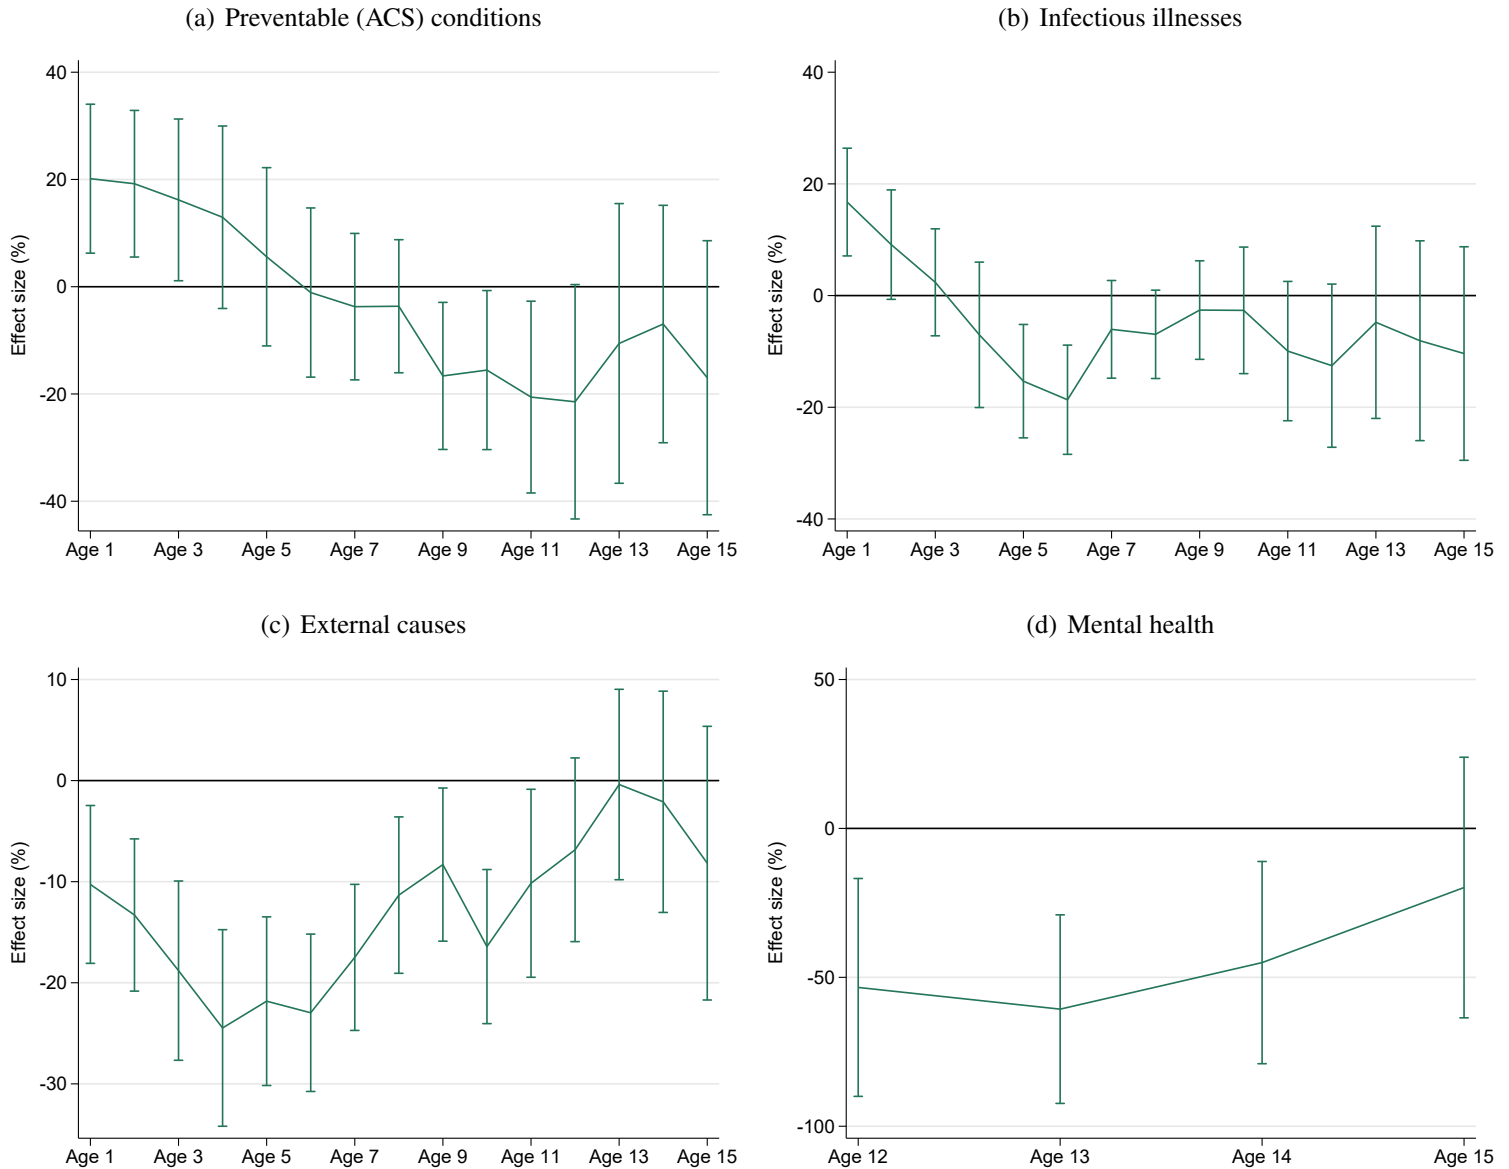 (a) Preventable (ACS) conditions
40
20
0
-20
-40
Effect size (%)
Age 1 Age 3 Age 5 Age 7 Age 9 Age 11 Age 13 Age 15
(b) Infectious illnesses
40
20
0
-20
-40
Effect size (%)
Age 1 Age 3 Age 5 Age 7 Age 9 Age 11 Age 13 Age 15
(c) External causes
10
0
-10
-20
-30
Effect size (%)
Age 1 Age 3 Age 5 Age 7 Age 9 Age 11 Age 13 Age 15
(d) Mental health
50
0
-50
-100
Effect size (%)
Age 12 Age 13 Age 14 Age 15